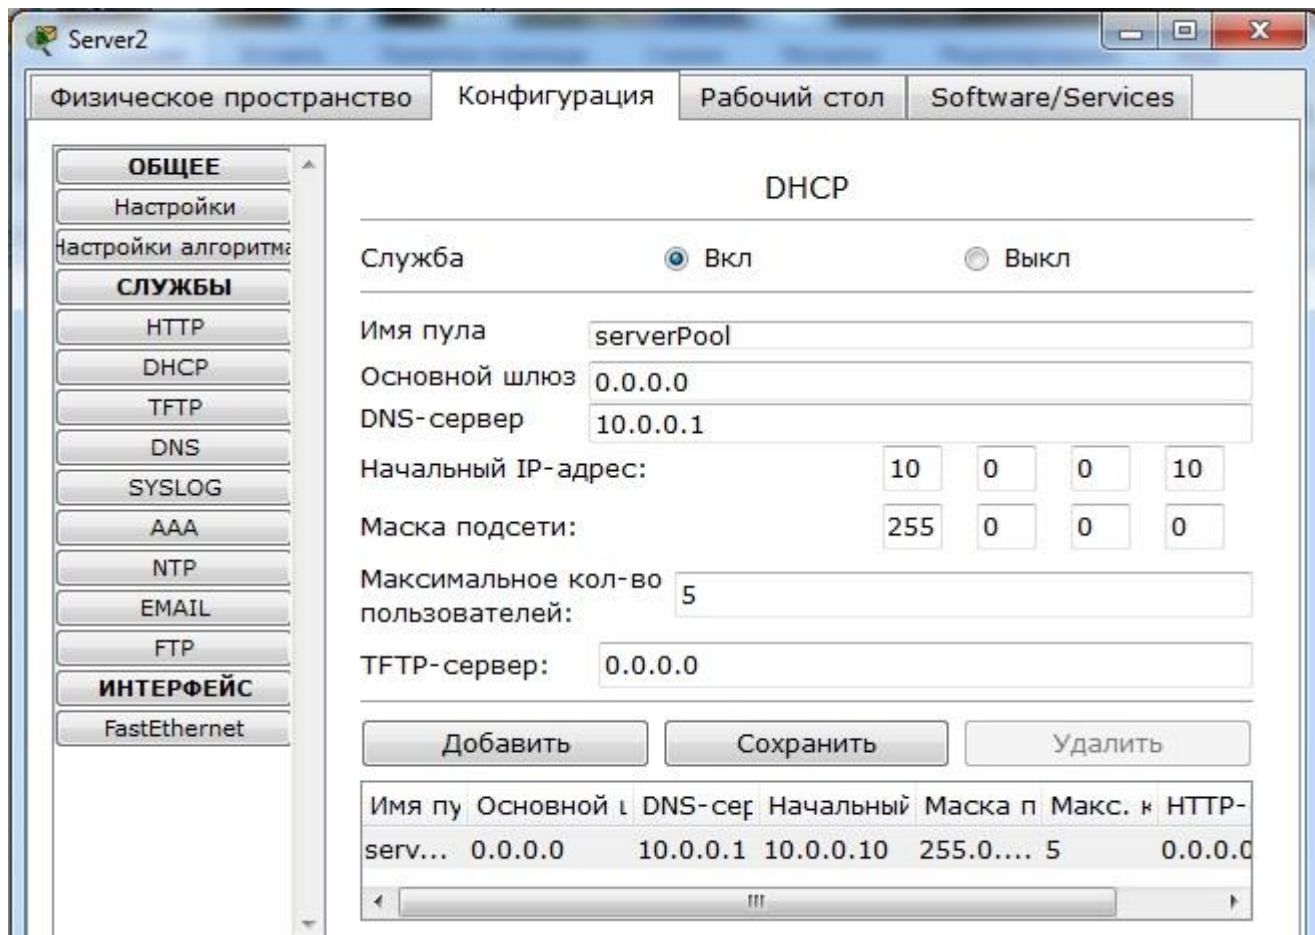 Server2
Физическое пространство Конфигурация Рабочий стол Software/Services
ОБЩЕЕ
Настройки
Настройки алгоритма
СЛУЖБЫ
HTTP
DHCP
TFTP
DNS
SYSLOG
AAA
NTP
EMAIL
FTP
ИНТЕРФЕЙС
FastEthernet
DHCP
Служба Вкл Выкл
Имя пула serverPool
Основной шлюз 0.0.0.0
DNS-сервер 10.0.0.1
Начальный IP-адрес: 10 0 0 10
Маска подсети: 255 0 0 0
Максимальное кол-во
пользователей: 5
TFTP-сервер: 0.0.0.0
Добавить Сохранить Удалить
Имя пу Основной ц DNS-сер Начальный Маска п Макс. к HTTP-
serv... 0.0.0.0 10.0.0.1 10.0.0.10 255.0.... 5 0.0.0.0